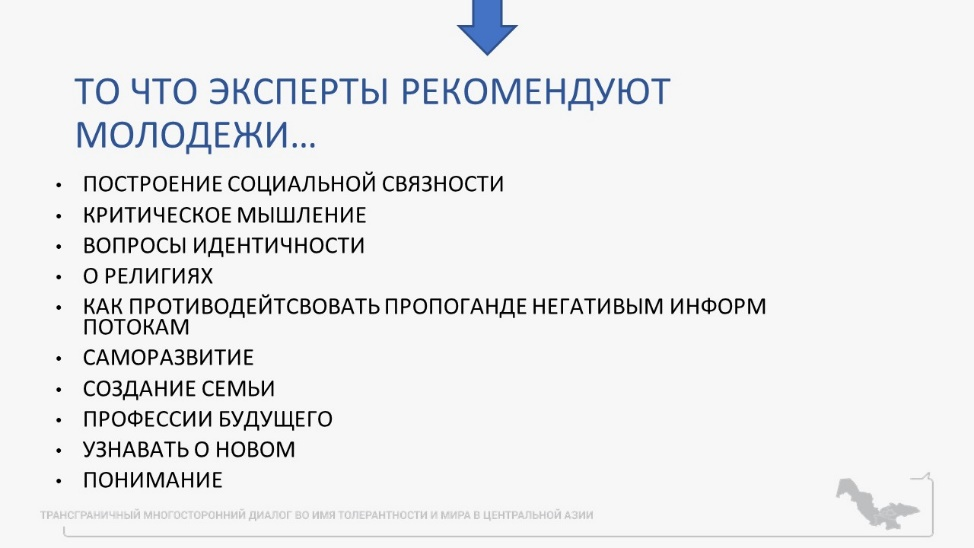 ТО ЧТО ЭКСПЕРТЫ РЕКОМЕНДУЮТ
МОЛОДЕЖИ…
• ПОСТРОЕНИЕ СОЦИАЛЬНОЙ СВЯЗНОСТИ
• КРИТИЧЕСКОЕ МЫШЛЕНИЕ
• ВОПРОСЫ ИДЕНТИЧНОСТИ
• О РЕЛИГИЯХ
• КАК ПРОТИВОДЕЙТСВОВАТЬ ПРОПОГАНДЕ НЕГАТИВЫМ ИНФОРМ
ПОТОКАМ
• САМОРАЗВИТИЕ
• СОЗДАНИЕ СЕМЬИ
• ПРОФЕССИИ БУДУЩЕГО
• УЗНАВАТЬ О НОВОМ
• ПОНИМАНИЕ
ТРАНСГРАНИЧНЫЙ МНОГОСТОРОННИЙ ДИАЛОГ ВО ИМЯ ТОЛЕРАНТНОСТИ И МИРА В ЦЕНТРАЛЬНОЙ АЗИИ